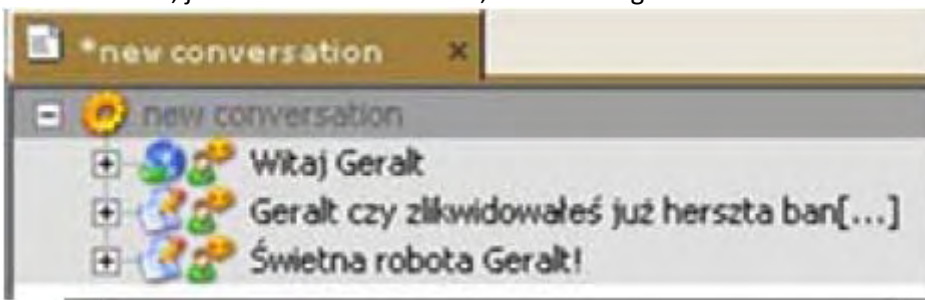 *new conversation ×
new conversation
Witaj Geralt
Geralt czy zlikwidowałeś już herszta ban[...]
Świetna robota Geralt!